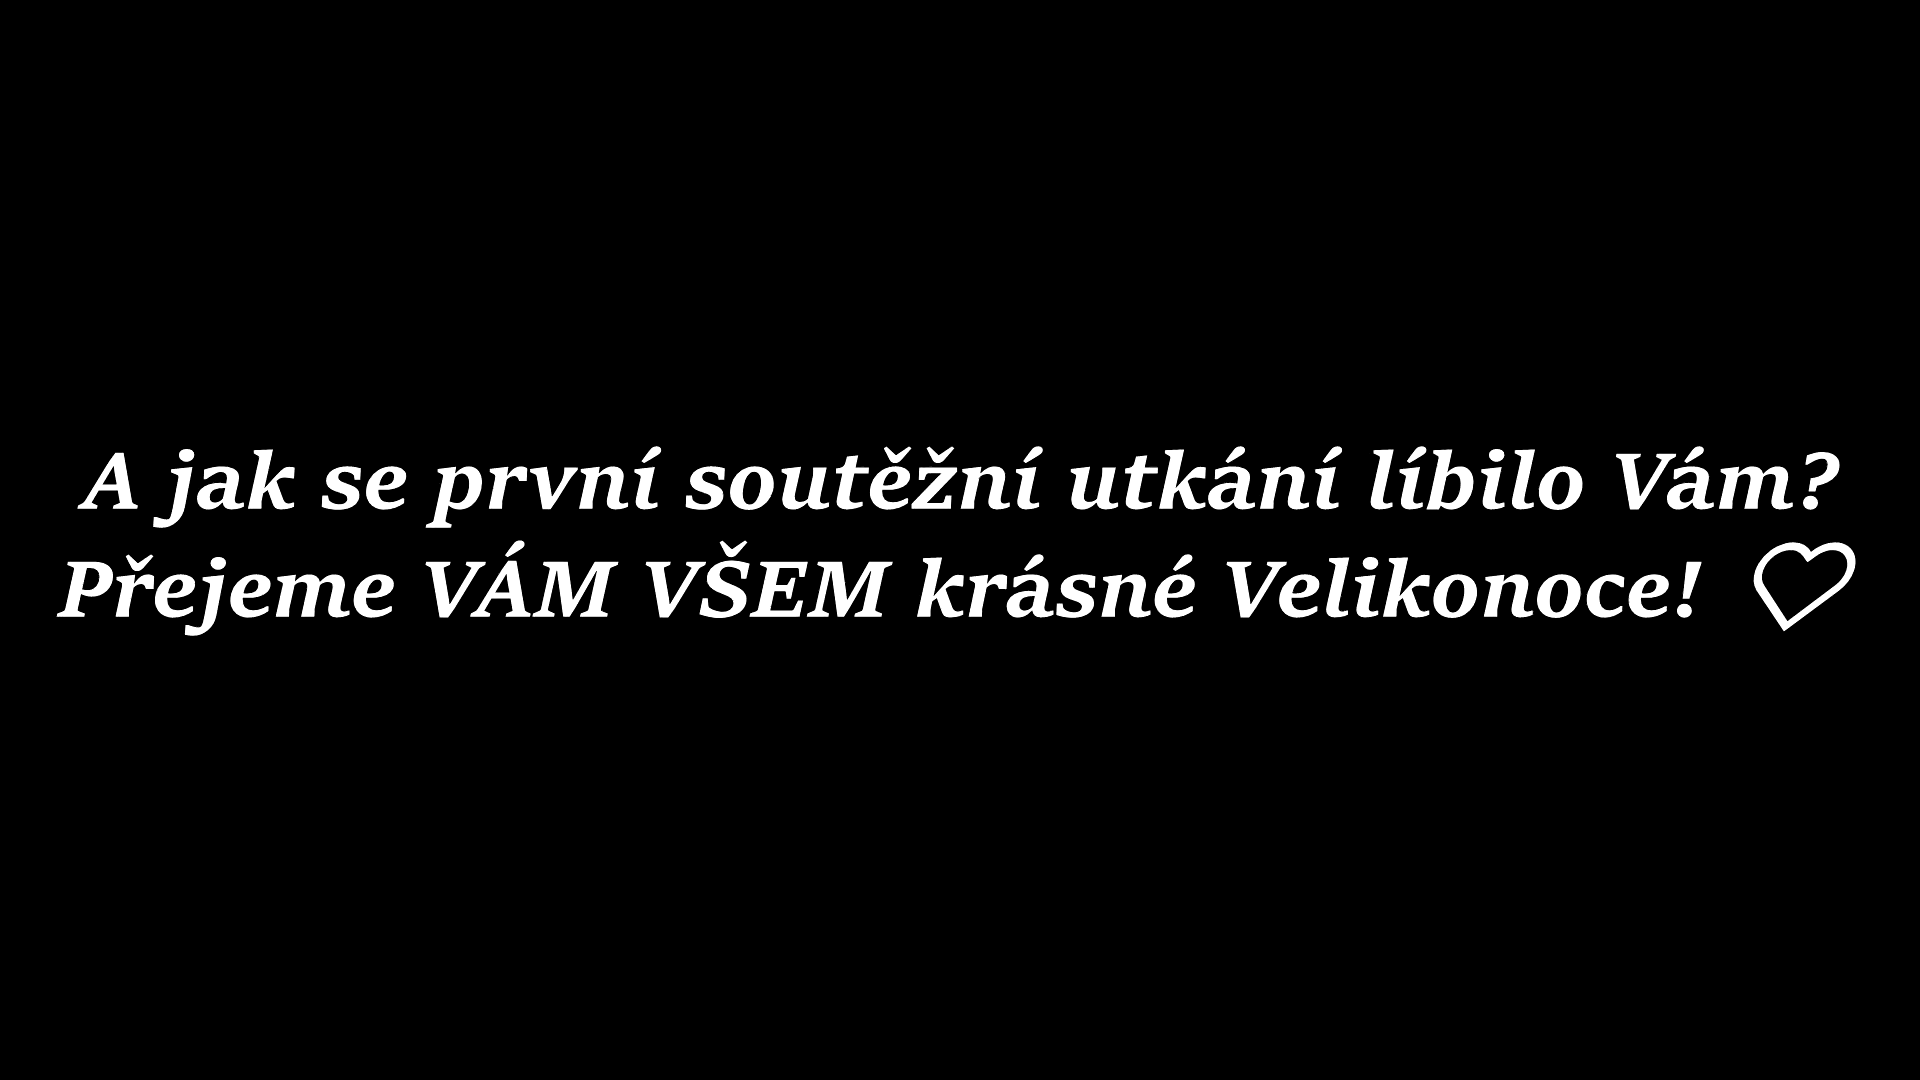 A jak se první soutěžní utkání líbilo Vám?
Přejeme VÁM VŠEM krásné Velikonoce! ♡